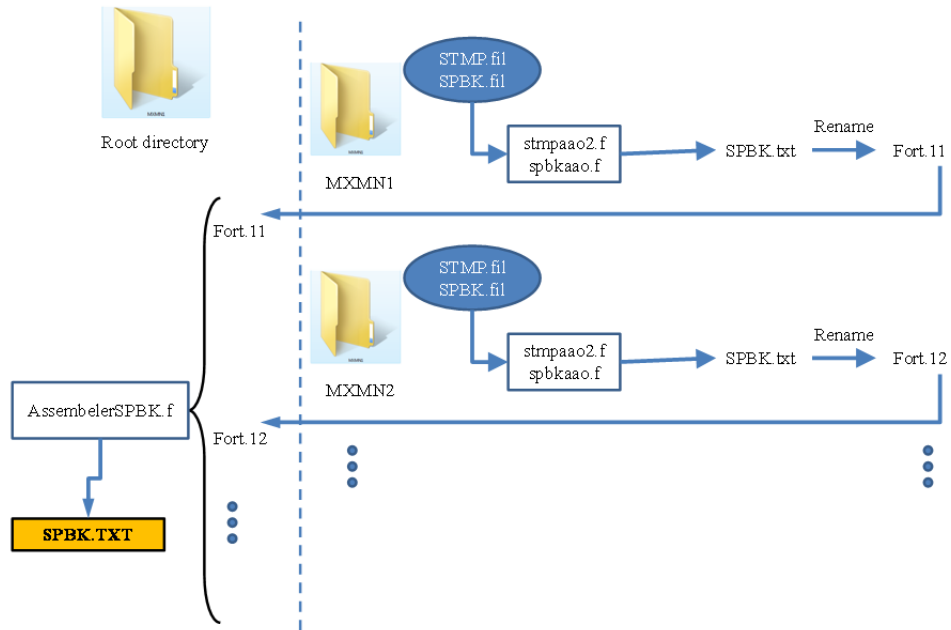 Root directory
STMP.fil
SPBK.fil
MXMN1
stmpaao2.f
spbkaao.f
SPBK.txt
Rename
Fort.11
Fort.11
STMP.fil
SPBK.fil
MXMN2
stmpaao2.f
spbkaao.f
SPBK.txt
Rename
Fort.12
Fort.12
AssembelerSPBK.f
SPBK.TXT